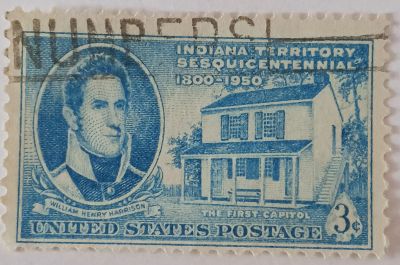 NUMBERS!
INDIANA TERRITORY
SESQUICENTENNIAL
1800-1950
WILLIAM HENRY HARRISON
THE FIRST CAPITOL
3¢
UNITED STATES POSTAGE